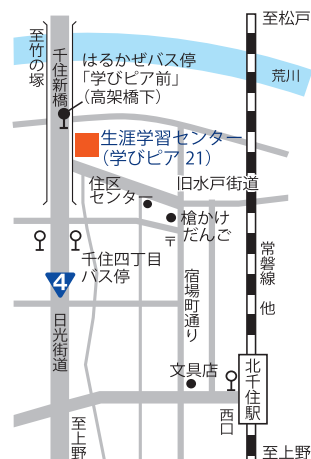 至松戸
至竹の塚
千住新橋
はるかぜバス停
「学びピア前」
(高架橋下)
荒川
生涯学習センター
(学びピア 21)
住区
センター
旧水戸街道
槍かけ
だんご
〒
千住四丁目
バス停
4
日光街道
宿場町通り
常磐線 他
文具店
北千住駅
西口
至上野
至上野